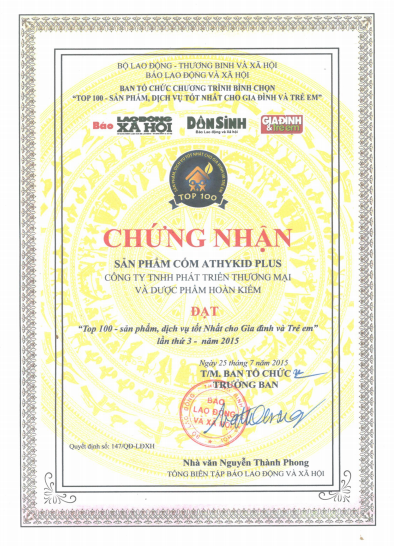 BỘ LAO ĐỘNG - THƯƠNG BINH VÀ XÃ HỘI
BÁO LAO ĐỘNG VÀ XÃ HỘI
BAN TỔ CHỨC CHƯƠNG TRÌNH BÌNH CHỌN
"TOP 100 - SẢN PHẨM, DỊCH VỤ TỐT NHẤT CHO GIA ĐÌNH VÀ TRẺ EM"
Báo LAO ĐỘNG XÃ HỘI
DÂN SINH
Báo Lao động và Xã hội
GIA ĐÌNH & trẻ em
TOP 100
CHỨNG NHẬN
SẢN PHẨM CỐM ATHYKID PLUS
CÔNG TY TNHH PHÁT TRIỂN THƯƠNG MẠI
VÀ DƯỢC PHẨM HOÀN KIẾM
ĐẠT
"Top 100 - sản phẩm, dịch vụ tốt Nhất cho Gia đình và Trẻ em"
lần thứ 3 - năm 2015
Ngày 25 tháng 7 năm 2015
T/M. BAN TỔ CHỨC
TRƯỞNG BAN
BÁO
LAO ĐỘNG
VÀ XÃ HỘI
Quyết định số: 147/QĐ-LĐXH
Nhà văn Nguyễn Thành Phong
TỔNG BIÊN TẬP BÁO LAO ĐỘNG VÀ XÃ HỘI